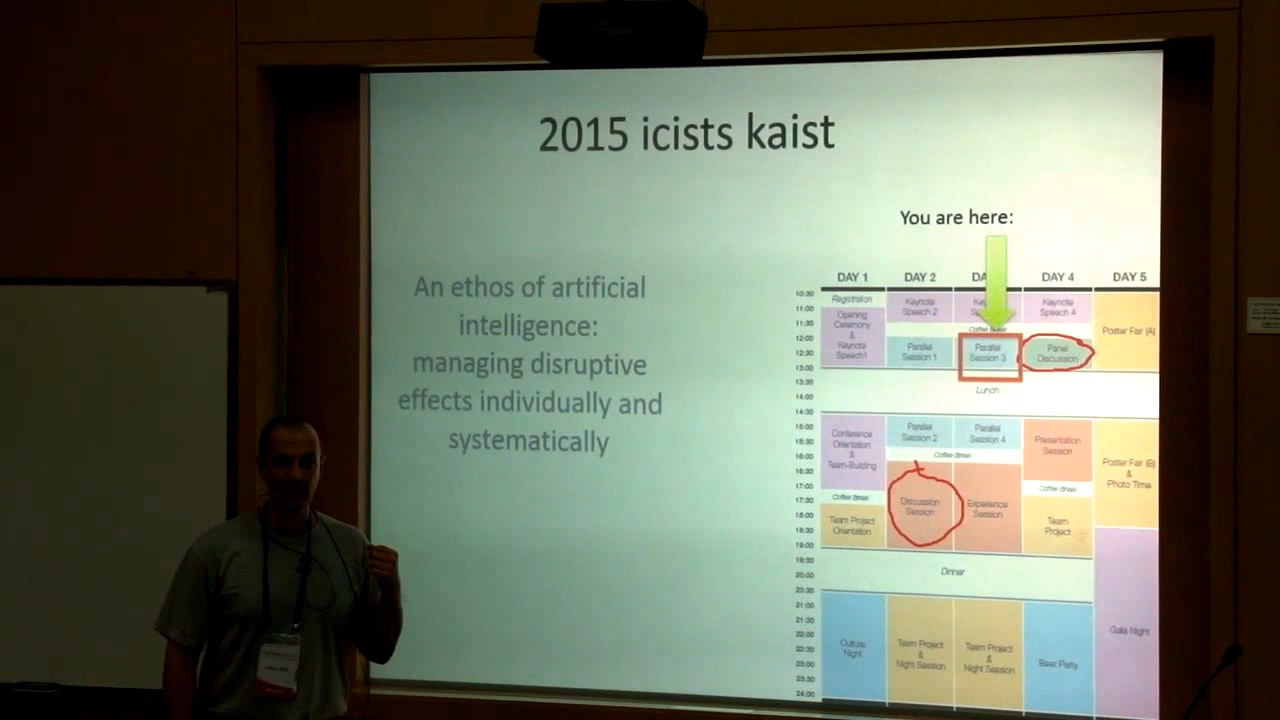 2015 icists kaist
You are here:
An ethos of artificial
intelligence:
managing disruptive
effects individually and
systematically
DAY 1
DAY 2
DAY 4
DAY 5
10:30
11:00
11:30
12:00
12:30
13:00
13:30
14:00
14:30
15:00
15:30
16:00
16:30
17:00
17:30
18:00
18:30
19:00
19:30
20:00
20:30
21:00
21:30
22:00
22:30
23:00
23:30
24:00
Registration
Opening
Ceremony
&
Keynote
Speech1
Keynote
Speech 2
Keynote
Speech 4
Poster Fair (A)
Parallel
Session 1
Parallel
Session 3
Panel
Discussion
Lunch
Conference
Orientation
&
Team-Building
Parallel
Session 2
Parallel
Session 4
Coffee Break
Presentation
Session
Poster Fair (B)
&
Photo Time
Coffee Break
Coffee Break
Team Project
Orientation
Discussion
Session
Experience
Session
Team
Project
Dinner
Culture
Night
Team Project
&
Night Session
Team Project
&
Night Session
Beer Party
Gala Night